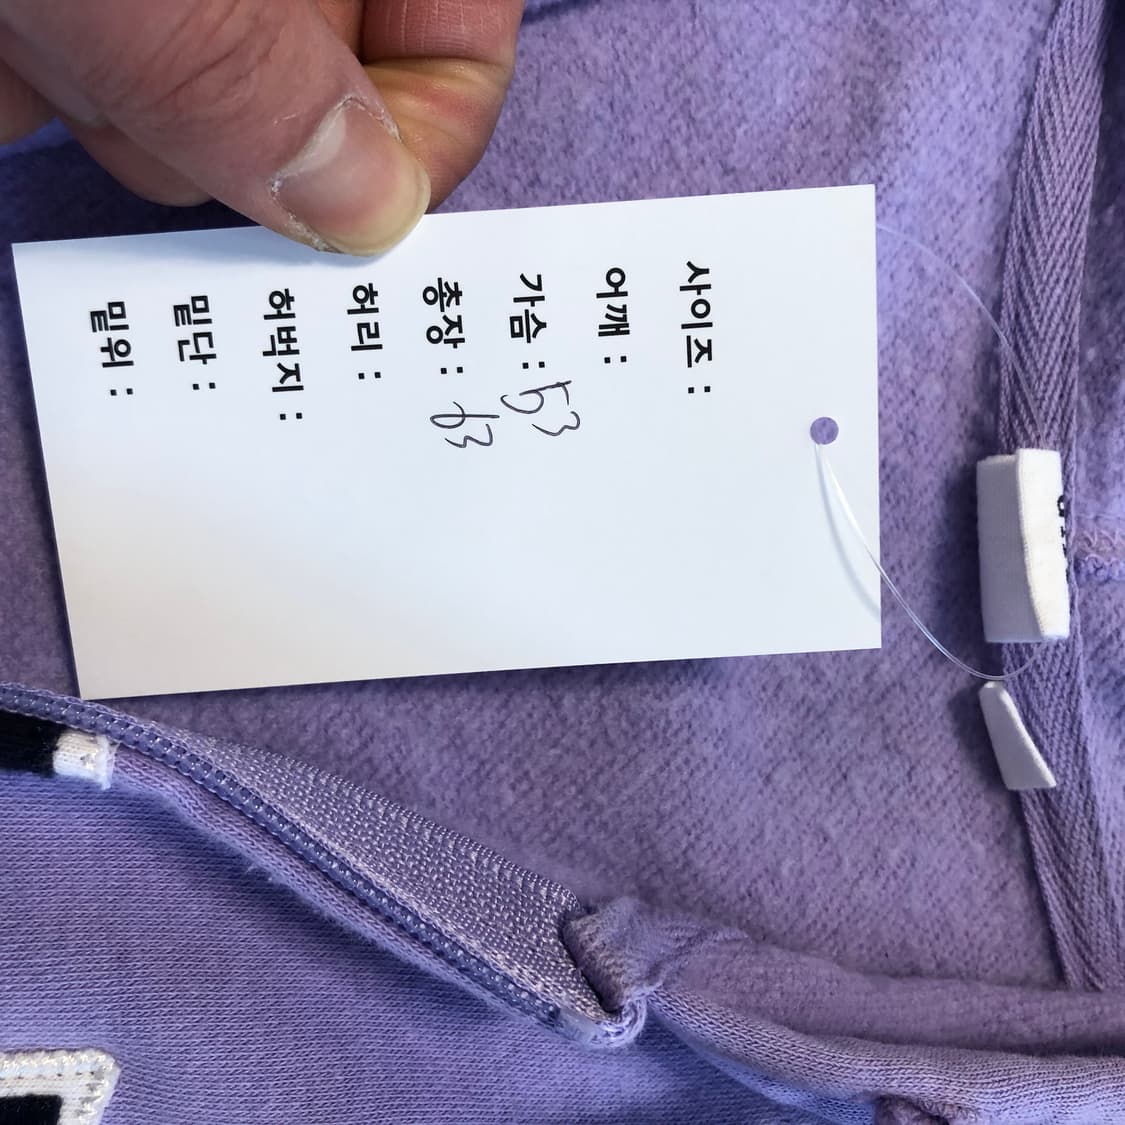 사이즈 :
어깨 :
가슴 : 53
총장 :
허리 :
허벅지 :
밑단 :
밑위 :